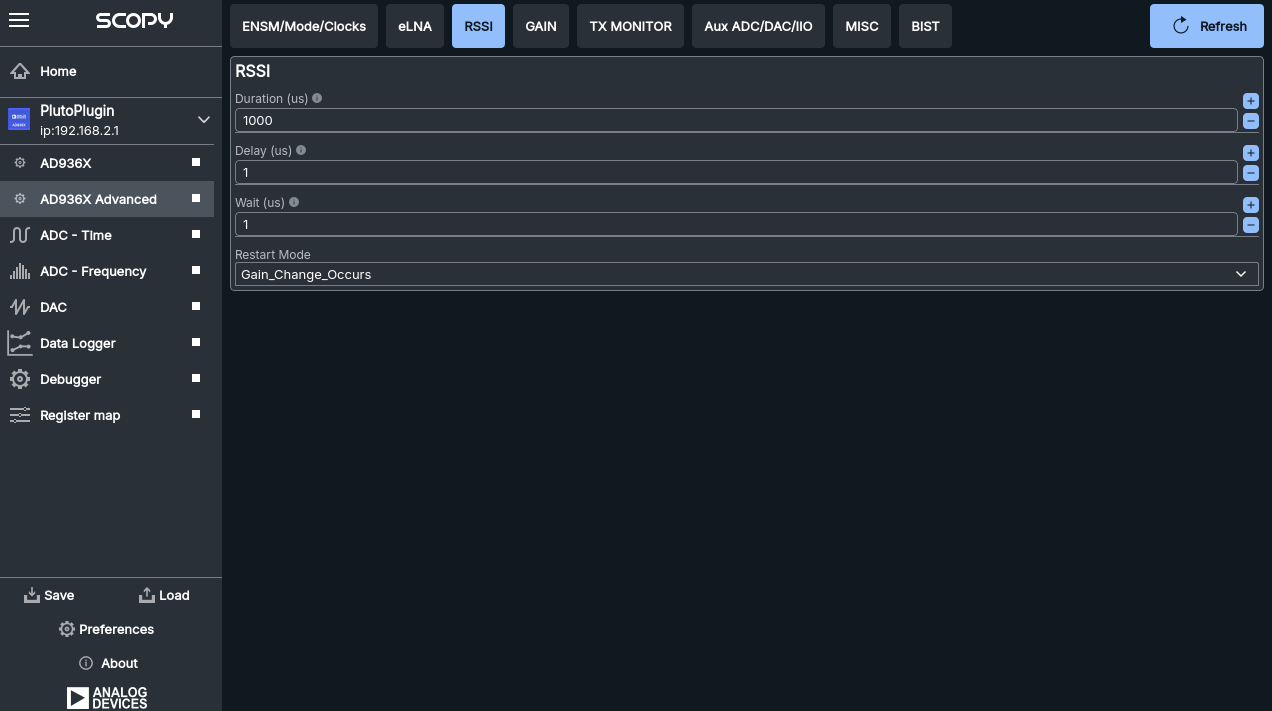 SCOPY
Home
PlutoPlugin
ip:192.168.2.1
AD936X
AD936X Advanced
ADC - Time
ADC - Frequency
DAC
Data Logger
Debugger
Register map
Save
Load
Preferences
About
ANALOG
DEVICES
ENSM/Mode/Clocks
eLNA
RSSI
GAIN
TX MONITOR
Aux ADC/DAC/IIO
MISC
BIST
Refresh
RSSI
Duration (us)
1000
Delay (us)
1
Wait (us)
1
Restart Mode
Gain_Change_Occurs